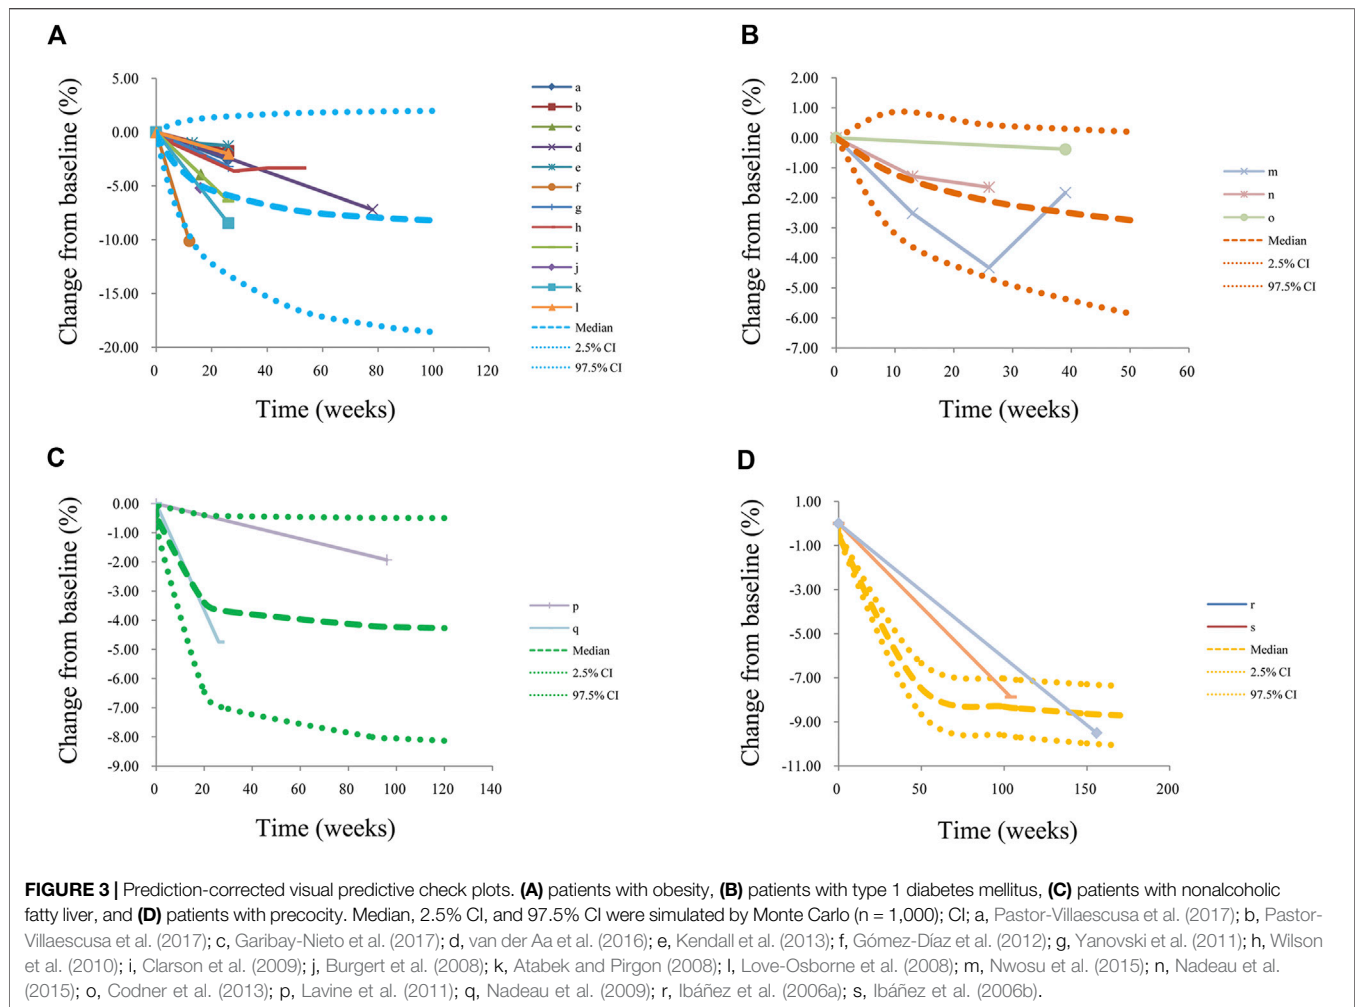 A
Change from baseline (%)
5.00
0.00
-5.00
-10.00
-15.00
-20.00
0
20
40
60
80
100
120
Time (weeks)
a
b
c
d
e
f
g
h
i
j
k
l
Median
2.5% CI
97.5% CI
B
Change from baseline (%)
2.00
1.00
0.00
-1.00
-2.00
-3.00
-4.00
-5.00
-6.00
-7.00
0
10
20
30
40
50
60
Time (weeks)
m
n
o
Median
2.5% CI
97.5% CI
C
Change from baseline (%)
0.00
-1.00
-2.00
-3.00
-4.00
-5.00
-6.00
-7.00
-8.00
-9.00
0
20
40
60
80
100
120
140
Time (weeks)
p
q
Median
2.5% CI
97.5% CI
D
Change from baseline (%)
1.00
-1.00
-3.00
-5.00
-7.00
-9.00
-11.00
0
50
100
150
200
Time (weeks)
r
s
Median
2.5% CI
97.5% CI
FIGURE 3 | Prediction-corrected visual predictive check plots. (A) patients with obesity, (B) patients with type 1 diabetes mellitus, (C) patients with nonalcoholic
fatty liver, and (D) patients with precocity. Median, 2.5% CI, and 97.5% CI were simulated by Monte Carlo (n = 1,000); CI; a, Pastor-Villaescusa et al. (2017); b, Pastor-
Villaescusa et al. (2017); c, Garibay-Nieto et al. (2017); d, van der Aa et al. (2016); e, Kendall et al. (2013); f, Gómez-Díaz et al. (2012); g, Yanovski et al. (2011); h, Wilson
et al. (2010); i, Clarson et al. (2009); j, Burgert et al. (2008); k, Atabek and Pirgon (2008); l, Love-Osborne et al. (2008); m, Nwosu et al. (2015); n, Nadeau et al.
(2015); o, Codner et al. (2013); p, Lavine et al. (2011); q, Nadeau et al. (2009); r, Ibáñez et al. (2006a); s, Ibáñez et al. (2006b).